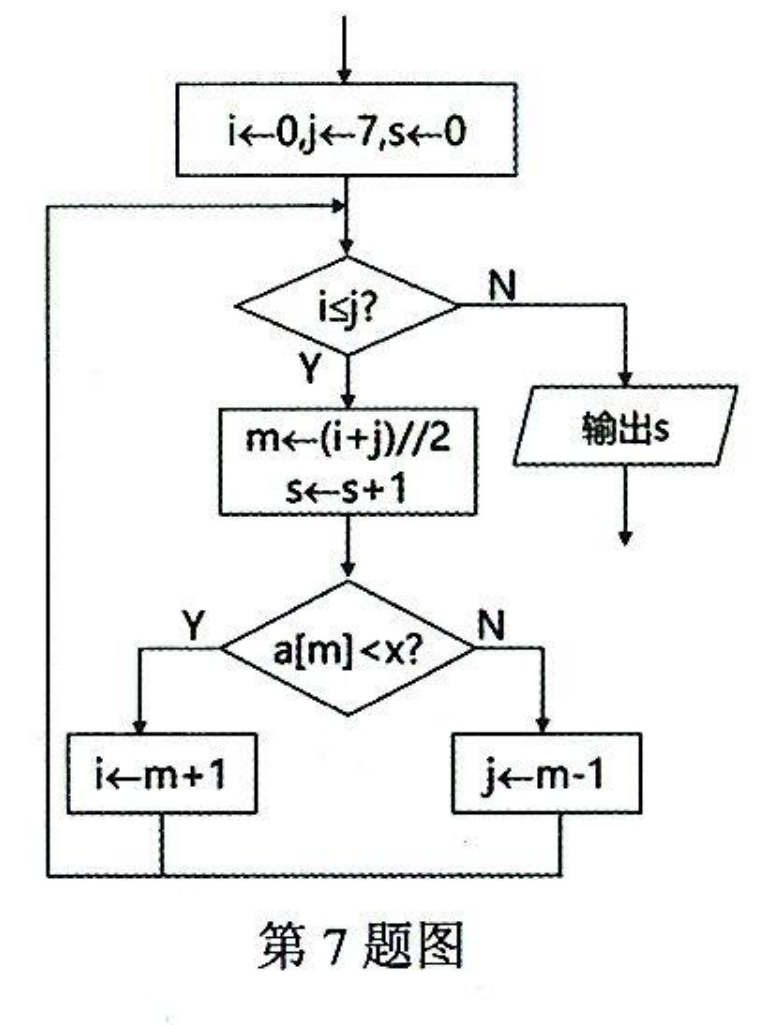 i←0,j←7,s←0
i≤j?
N
Y
m←(i+j)//2
s←s+1
输出s
a[m]<x?
Y
N
i←m+1
j←m-1
第 7 题图